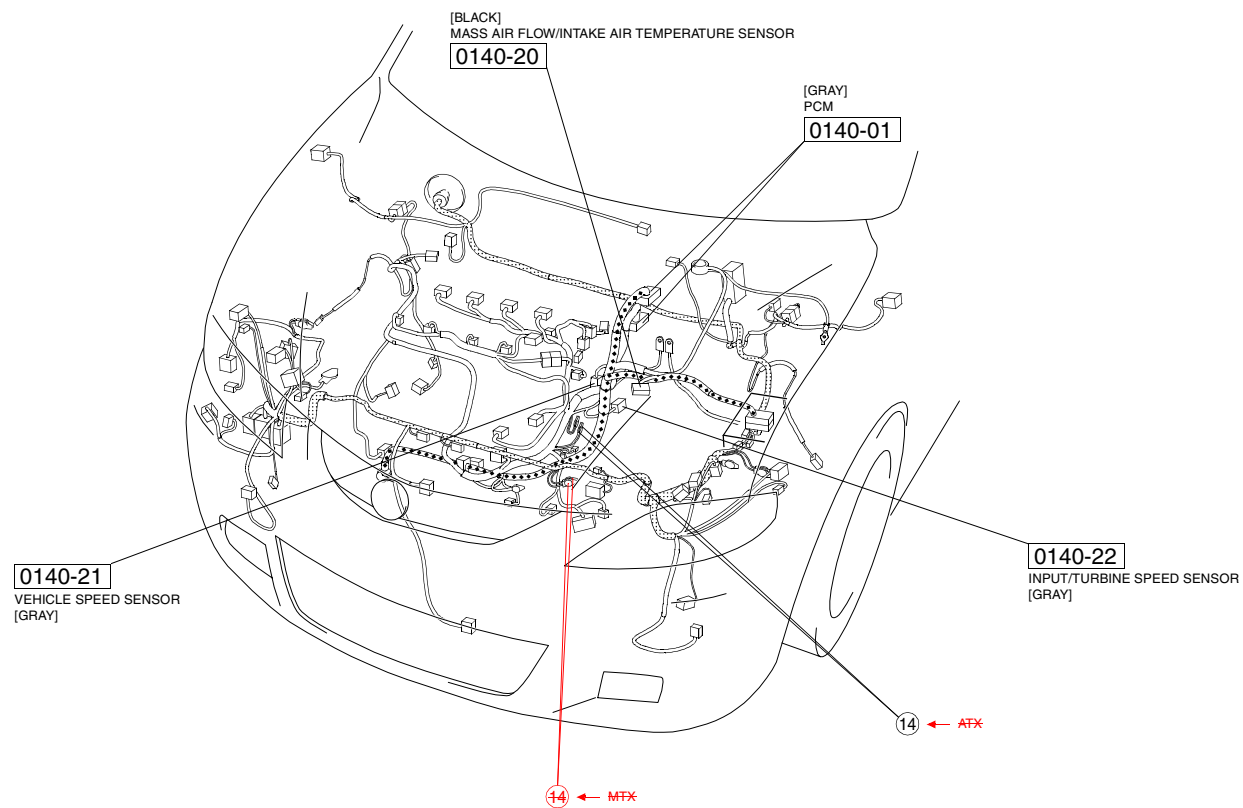 [BLACK]
MASS AIR FLOW/INTAKE AIR TEMPERATURE SENSOR
0140-20
[GRAY]
PCM
0140-01
0140-21
VEHICLE SPEED SENSOR
[GRAY]
0140-22
INPUT/TURBINE SPEED SENSOR
[GRAY]
14
ATX
14
MTX